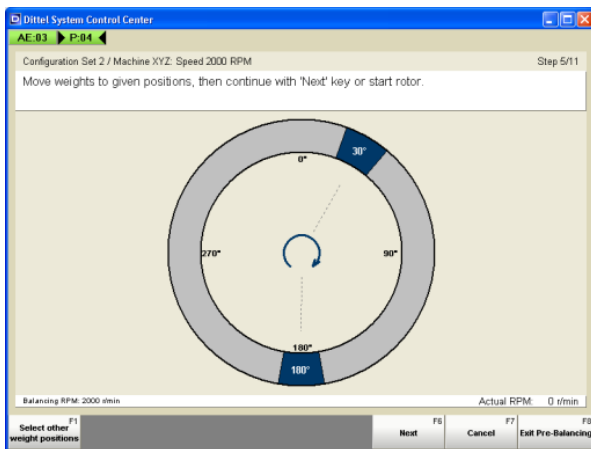 Dittel System Control Center
AE:03 P:04
Configuration Set 2 / Machine XYZ: Speed 2000 RPM Step 5/11
Move weights to given positions, then continue with 'Next' key or start rotor.
30°
0°
270° 90°
180°
180°
Balancing RPM: 2000 r/min Actual RPM: 0 r/min
F1 F6 F7 F8
Select other
weight positions Next Cancel Exit Pre-Balancing